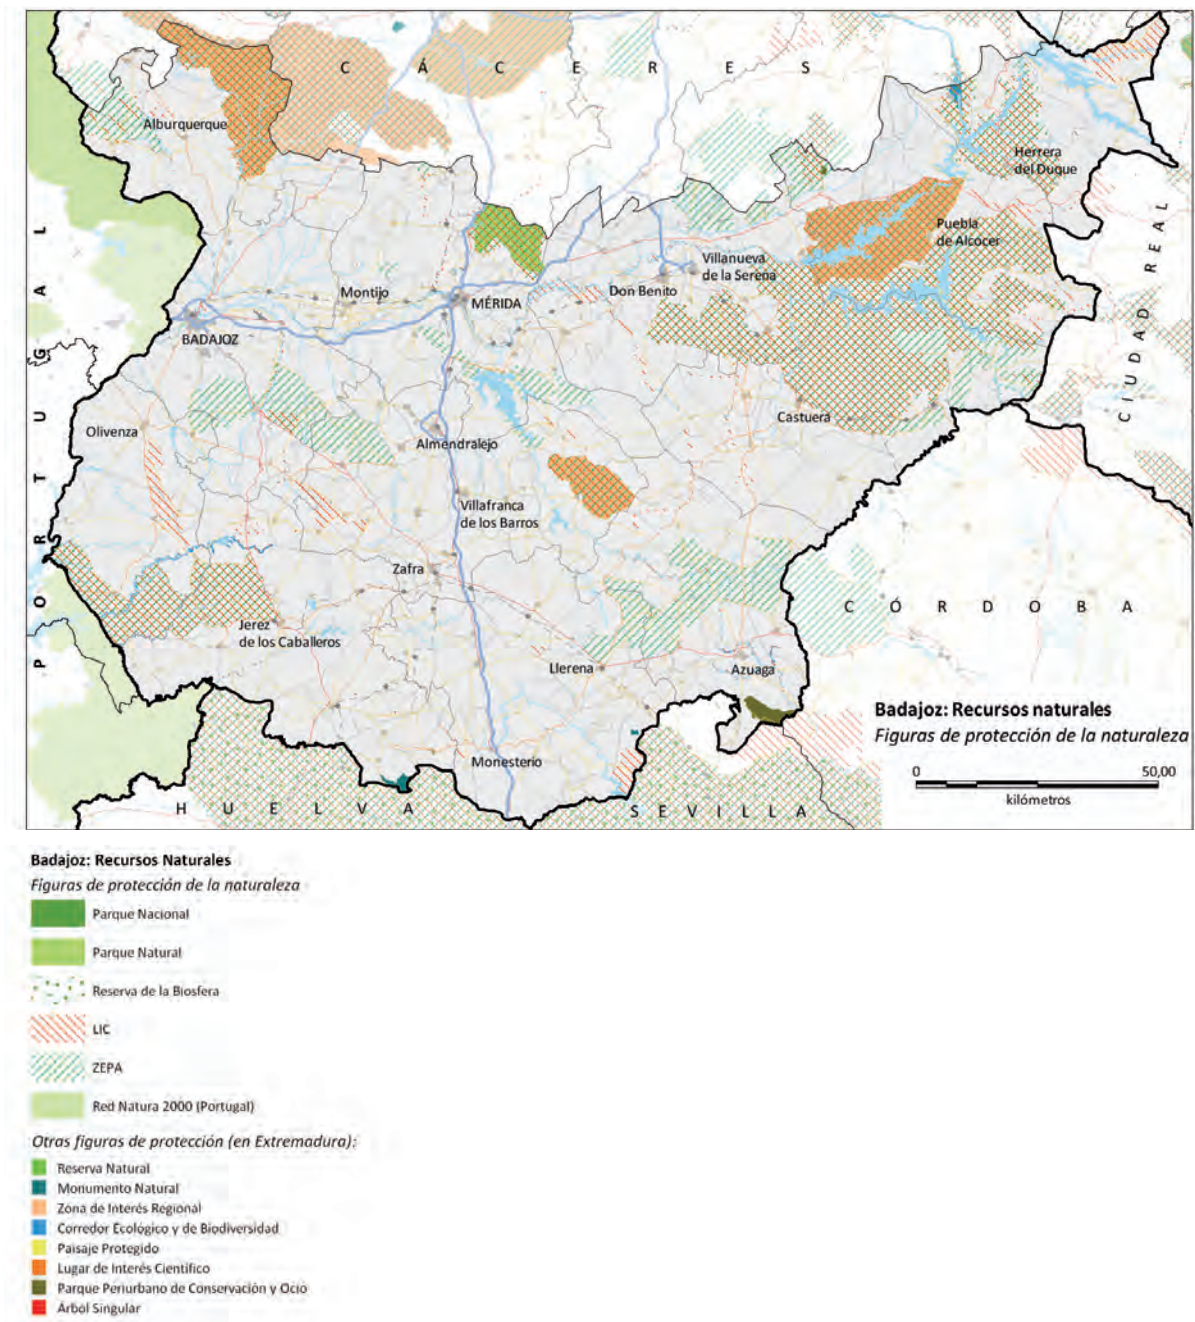 C Á C E R E S
Alburquerque
Herrera
del Duque
Puebla
de Alcocer
Villanueva
de la Serena
Don Benito
Montijo
MÉRIDA
BADAJOZ
P O R T U G A L
CIUDAD REAL
Castuera
Olivenza
Almendralejo
Villafranca
de los Barros
Zafra
C Ó R D O B A
Jerez
de los Caballeros
Llerena
Azuaga
Badajoz: Recursos naturales
Figuras de protección de la naturaleza
Monesterio
0 50,00
kilómetros
H U E L V A
S E V I L L A
Badajoz: Recursos Naturales
Figuras de protección de la naturaleza
Parque Nacional
Parque Natural
Reserva de la Biosfera
LIC
ZEPA
Red Natura 2000 (Portugal)
Otras figuras de protección (en Extremadura):
Reserva Natural
Monumento Natural
Zona de Interés Regional
Corredor Ecológico y de Biodiversidad
Paisaje Protegido
Lugar de Interés Científico
Parque Periurbano de Conservación y Ocio
Árbol Singular